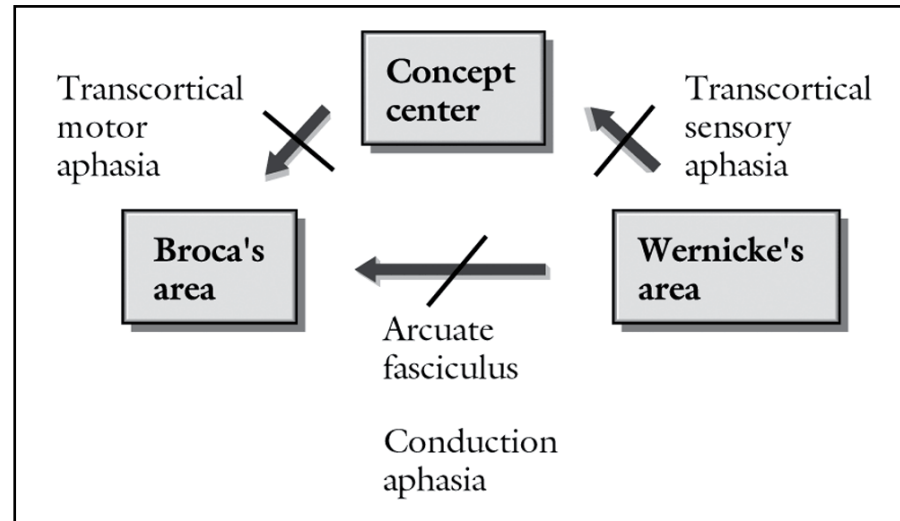 Concept
center
Transcortical
motor
aphasia
Transcortical
sensory
aphasia
Broca's
area
Wernicke's
area
Arcuate
fasciculus
Conduction
aphasia